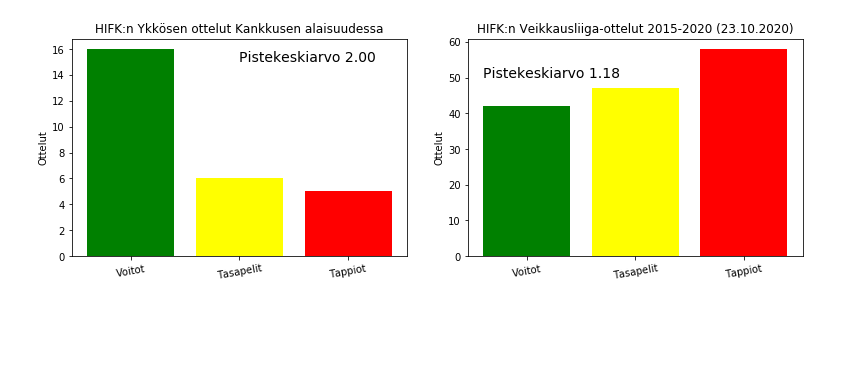 HIFK:n Ykkösen ottelut Kankkusen alaisuudessa
Pistekeskiarvo 2.00
Ottelut
16
14
12
10
8
6
4
2
0
Voitot Tasapelit Tappiot
HIFK:n Veikkausliiga-ottelut 2015-2020 (23.10.2020)
Pistekeskiarvo 1.18
Ottelut
60
50
40
30
20
10
0
Voitot Tasapelit Tappiot